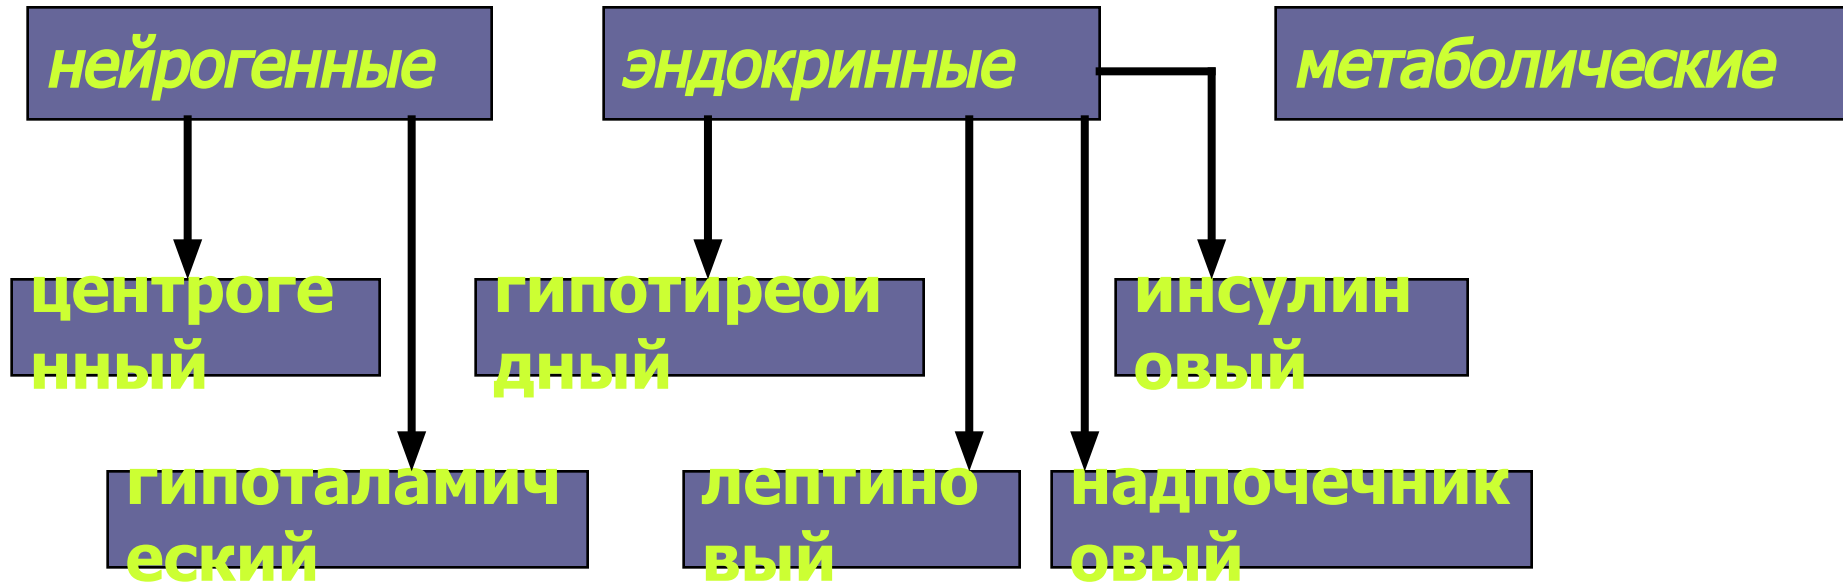 нейрогенные
эндокринные
метаболические
центроге
нный
гипотиреои
дный
инсулин
овый
гипоталамич
еский
лептино
вый
надпочечник
овый